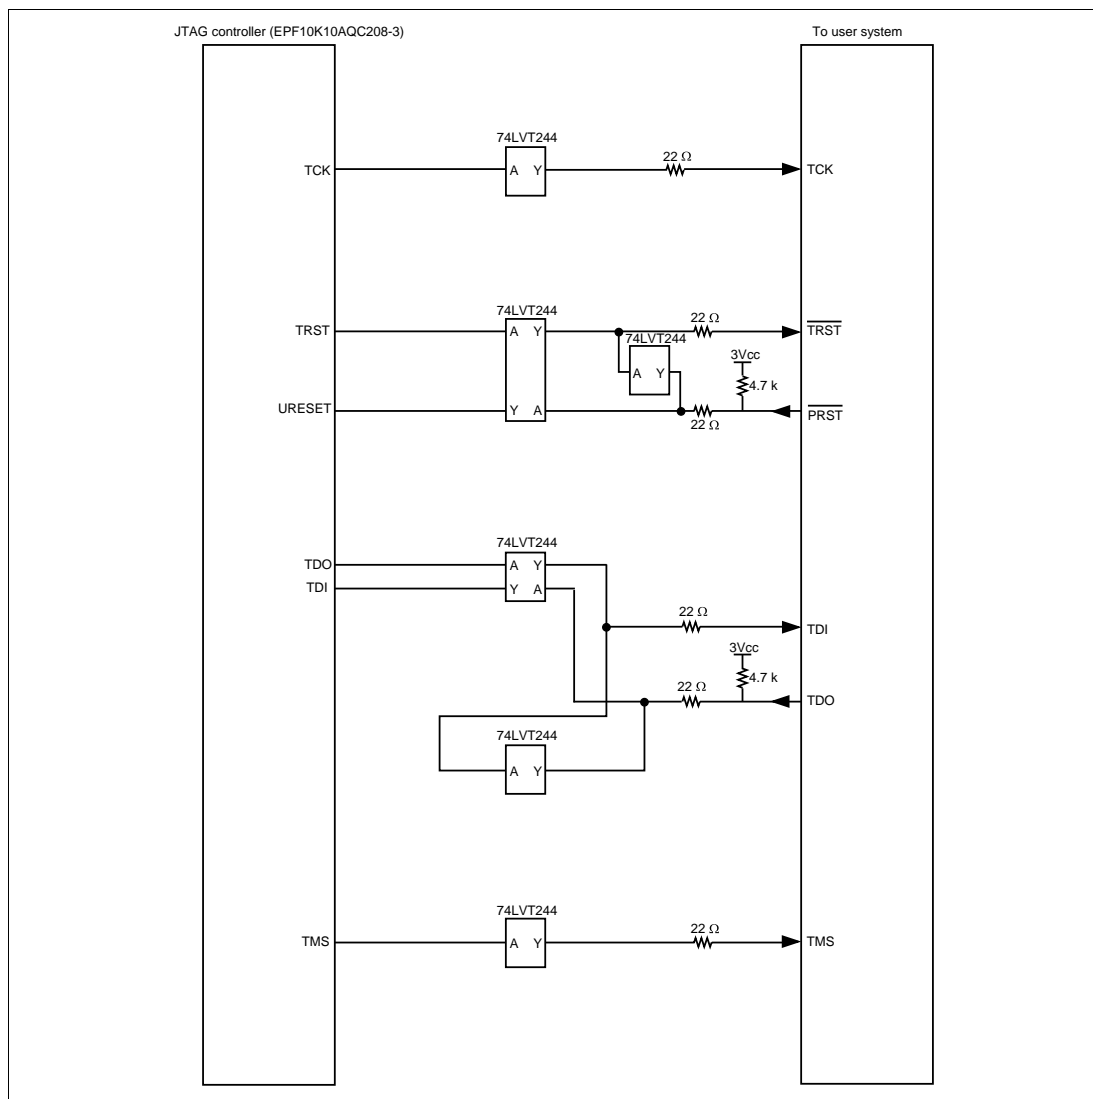 JTAG controller (EPF10K10AQC208-3)
To user system
74LVT244
22 Ω
TCK
A Y
TCK
74LVT244
22 Ω
TRST
A Y
TRST
74LVT244
3Vcc
A Y
4.7 k
URESET
Y A
22 Ω
PRST
74LVT244
TDO
A Y
TDI
Y A
22 Ω
TDI
3Vcc
4.7 k
22 Ω
TDO
74LVT244
A Y
74LVT244
22 Ω
TMS
A Y
TMS